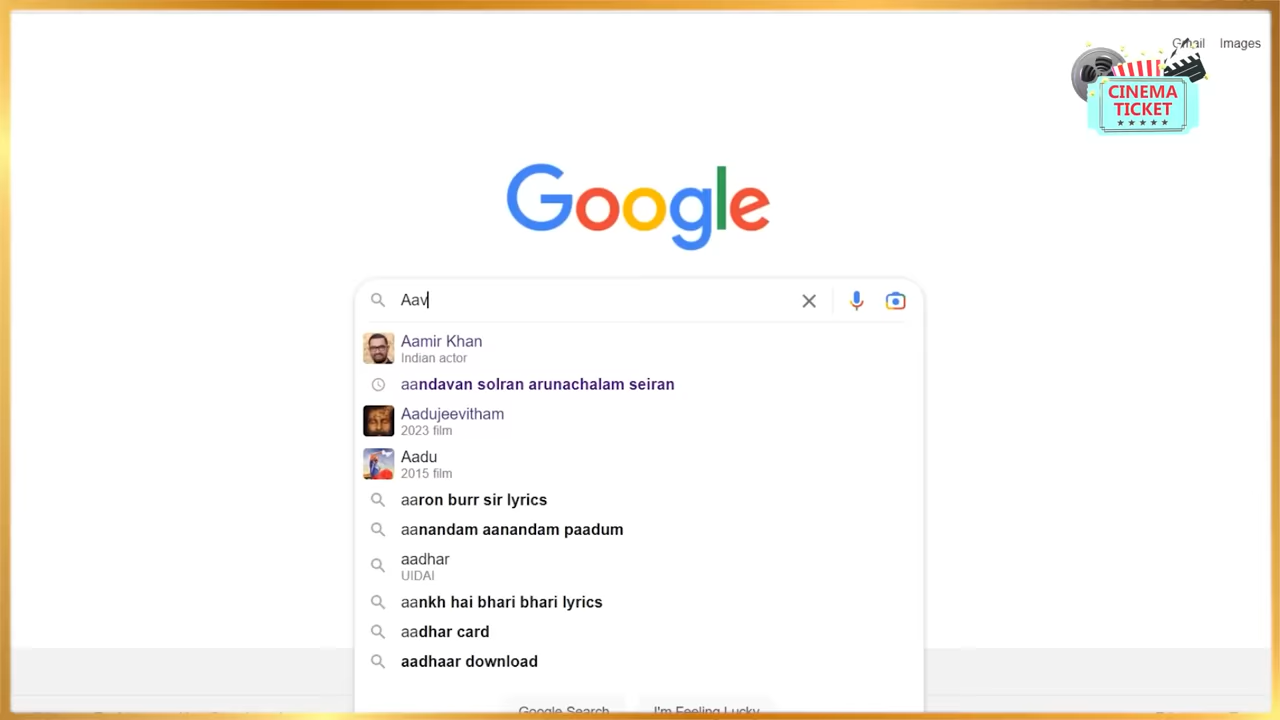 Gmail Images
CINEMA
TICKET
Google
Aav
Aamir Khan
Indian actor
aandavan solran arunachalam seiran
Aadujeevitham
2023 film
Aadu
2015 film
aaron burr sir lyrics
aanandam aanandam paadum
aadhar
UIDAI
aankh hai bhari bhari lyrics
aadhar card
aadhaar download
Google Search I'm Feeling Lucky